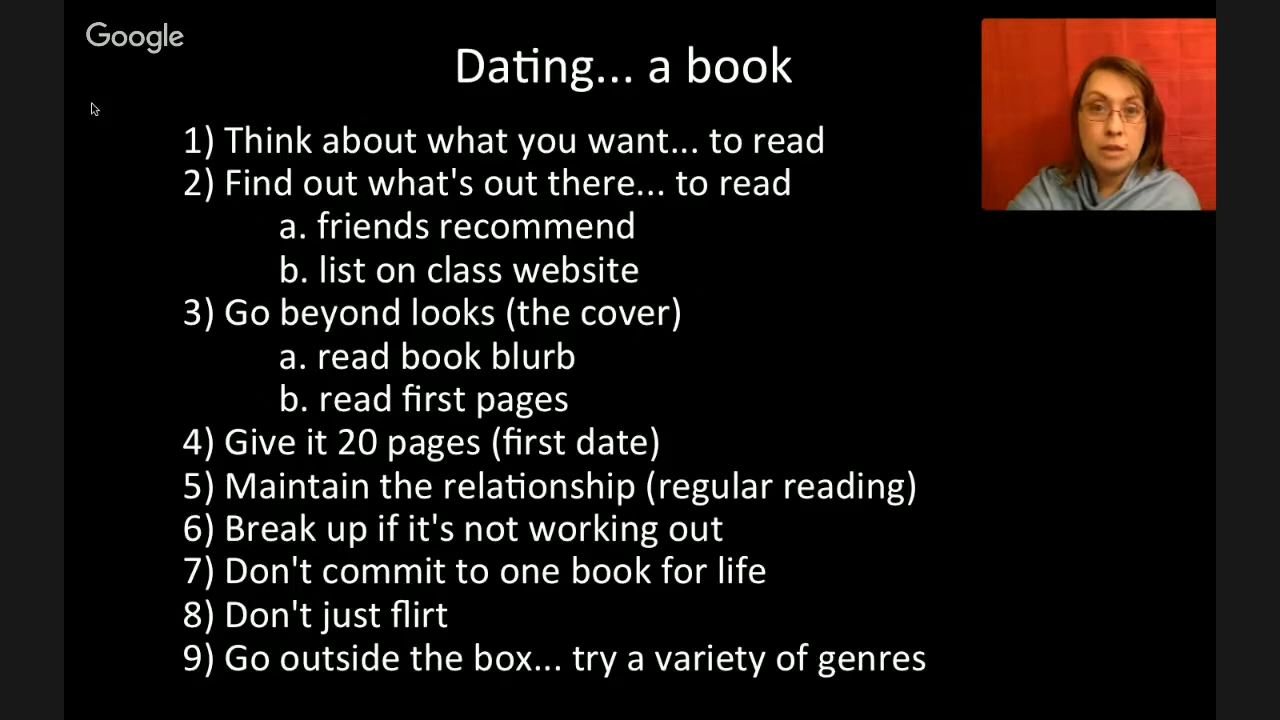 Google
Dating... a book
1) Think about what you want... to read
2) Find out what's out there... to read
a. friends recommend
b. list on class website
3) Go beyond looks (the cover)
a. read book blurb
b. read first pages
4) Give it 20 pages (first date)
5) Maintain the relationship (regular reading)
6) Break up if it's not working out
7) Don't commit to one book for life
8) Don't just flirt
9) Go outside the box... try a variety of genres